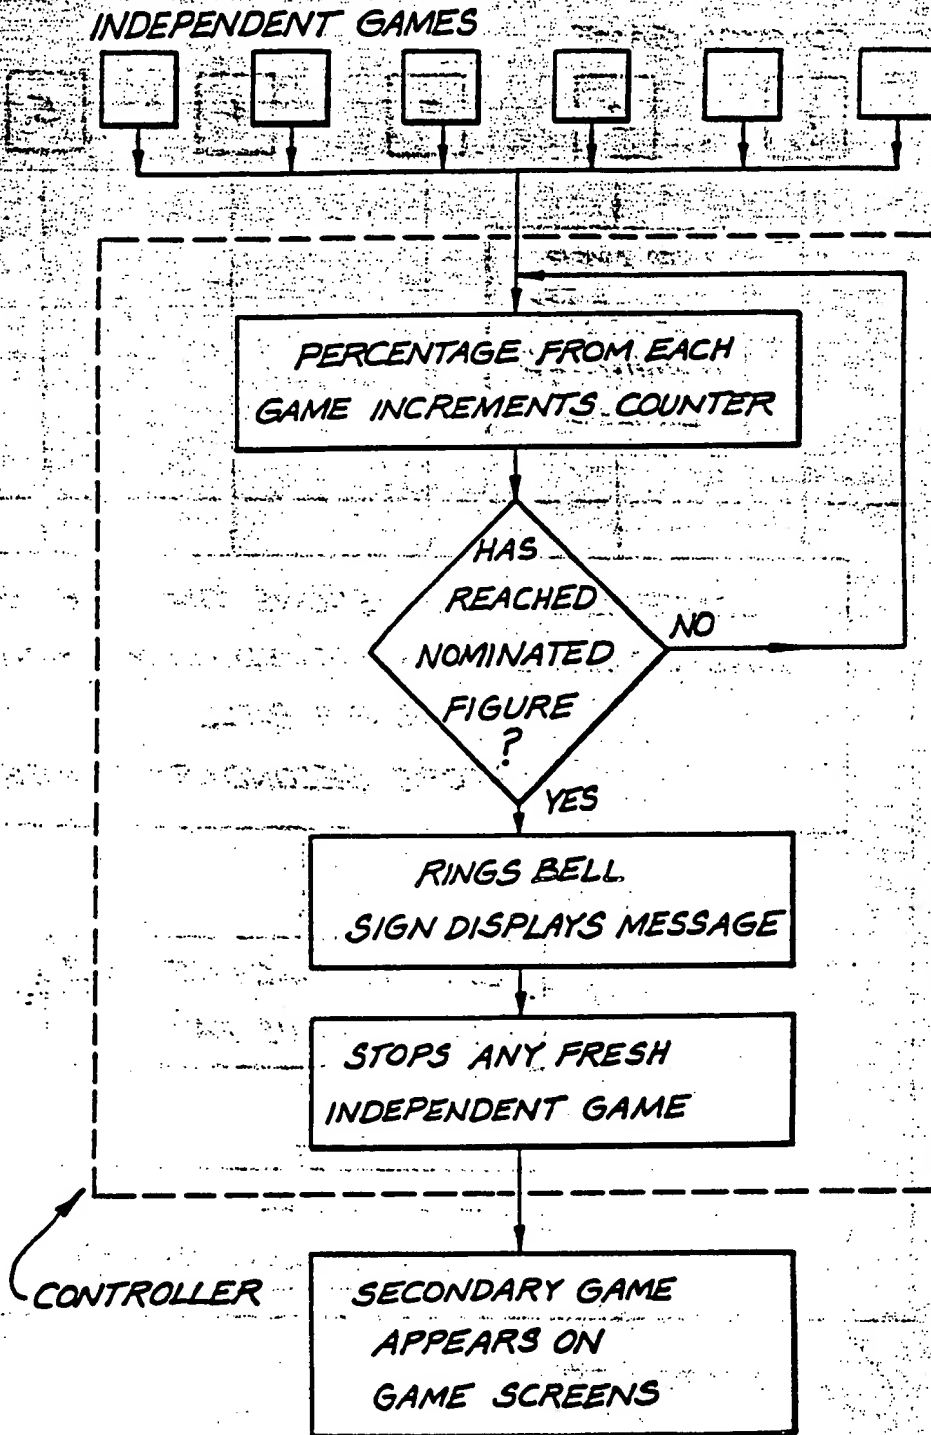 INDEPENDENT GAMES
PERCENTAGE FROM EACH
GAME INCREMENTS COUNTER
HAS
REACHED
NOMINATED
FIGURE
?
NO
YES
RINGS BELL
SIGN DISPLAYS MESSAGE
STOPS ANY FRESH
INDEPENDENT GAME
CONTROLLER
SECONDARY GAME
APPEARS ON
GAME SCREENS